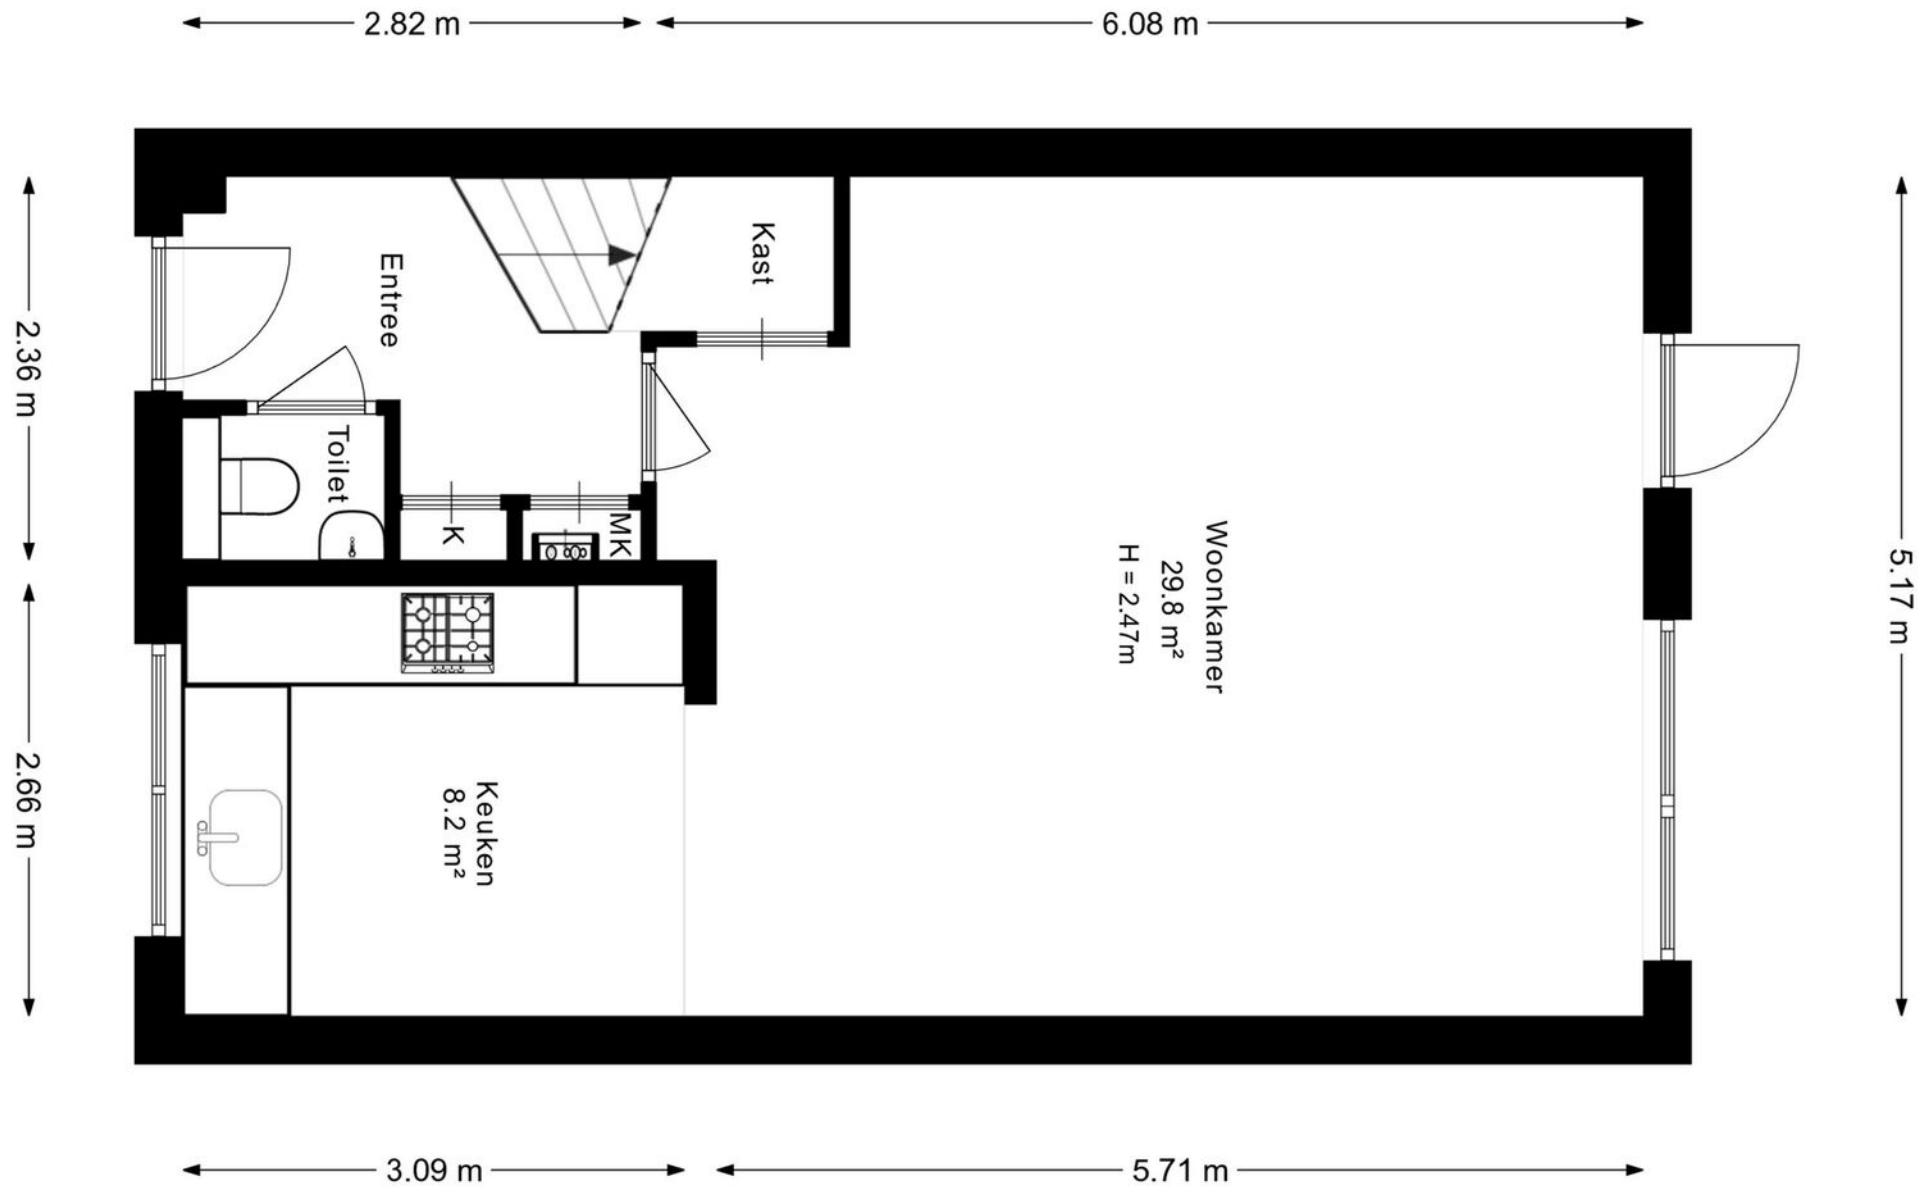 2.82 m
6.08 m
Kast
Entree
2.36 m
Toilet
K
MK
Woonkamer
29.8 m²
H = 2.47m
5.17 m
Keuken
8.2 m²
2.66 m
3.09 m
5.71 m